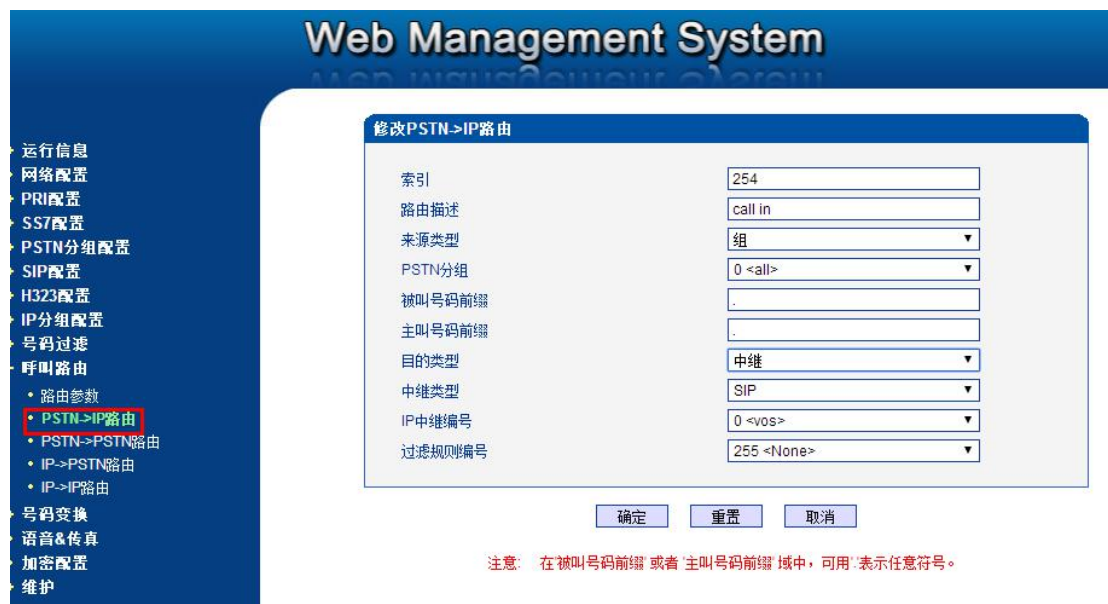 Web Management System
运行信息
网络配置
PRI配置
SS7配置
PSTN分组配置
SIP配置
H323配置
IP分组配置
号码过滤
呼叫路由
路由参数
PSTN->IP路由
PSTN->PSTN路由
IP->PSTN路由
IP->IP路由
号码变换
语音&传真
加密配置
维护
修改PSTN->IP路由
索引 254
路由描述 call in
来源类型 组
PSTN分组 0 <all>
被叫号码前缀 .
主叫号码前缀 .
目的类型 中继
中继类型 SIP
IP中继编号 0 <vos>
过滤规则编号 255 <None>
确定 重置 取消
注意: 在'被叫号码前缀' 或者 '主叫号码前缀' 域中，可用'.'表示任意符号。